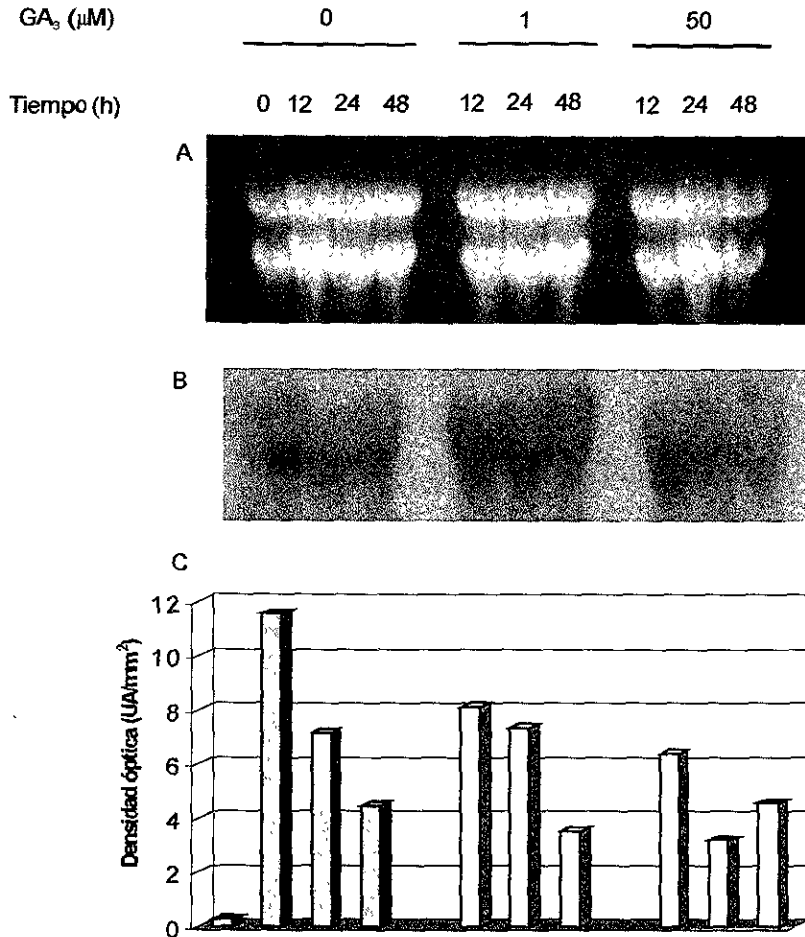 GA₃ (µM) 0 1 50
Tiempo (h) 0 12 24 48 12 24 48 12 24 48
A
B
C
12
10
8
6
4
2
0
Densidad óptica (UA/mm²)